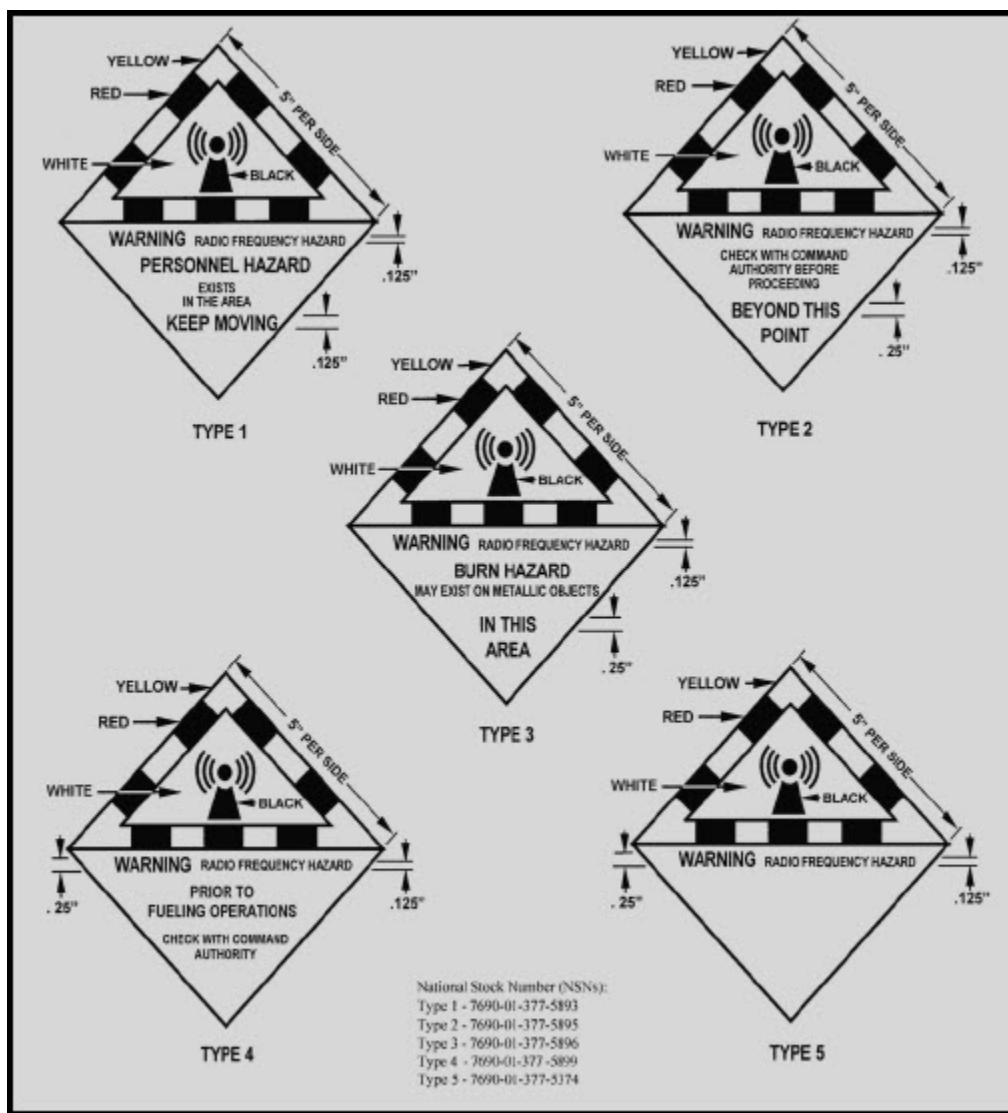 YELLOW
RED
5" PER SIDE
WHITE
BLACK
WARNING RADIO FREQUENCY HAZARD
PERSONNEL HAZARD
EXISTS
IN THE AREA
KEEP MOVING
.125"
.125"
TYPE 1
YELLOW
RED
5" PER SIDE
WHITE
BLACK
WARNING RADIO FREQUENCY HAZARD
CHECK WITH COMMAND
AUTHORITY BEFORE
PROCEEDING
BEYOND THIS
POINT
.125"
. 25"
TYPE 2
YELLOW
RED
5" PER SIDE
WHITE
BLACK
WARNING RADIO FREQUENCY HAZARD
BURN HAZARD
MAY EXIST ON METALLIC OBJECTS
IN THIS
AREA
.125"
. 25"
TYPE 3
YELLOW
RED
5" PER SIDE
WHITE
BLACK
WARNING RADIO FREQUENCY HAZARD
PRIOR TO
FUELING OPERATIONS
CHECK WITH COMMAND
AUTHORITY
. 25"
.125"
TYPE 4
YELLOW
RED
5" PER SIDE
WHITE
BLACK
WARNING RADIO FREQUENCY HAZARD
. 25"
.125"
TYPE 5
National Stock Number (NSNs):
Type 1 - 7690-01-377-5893
Type 2 - 7690-01-377-5895
Type 3 - 7690-01-377-5896
Type 4 - 7690-01-377-5899
Type 5 - 7690-01-377-5374